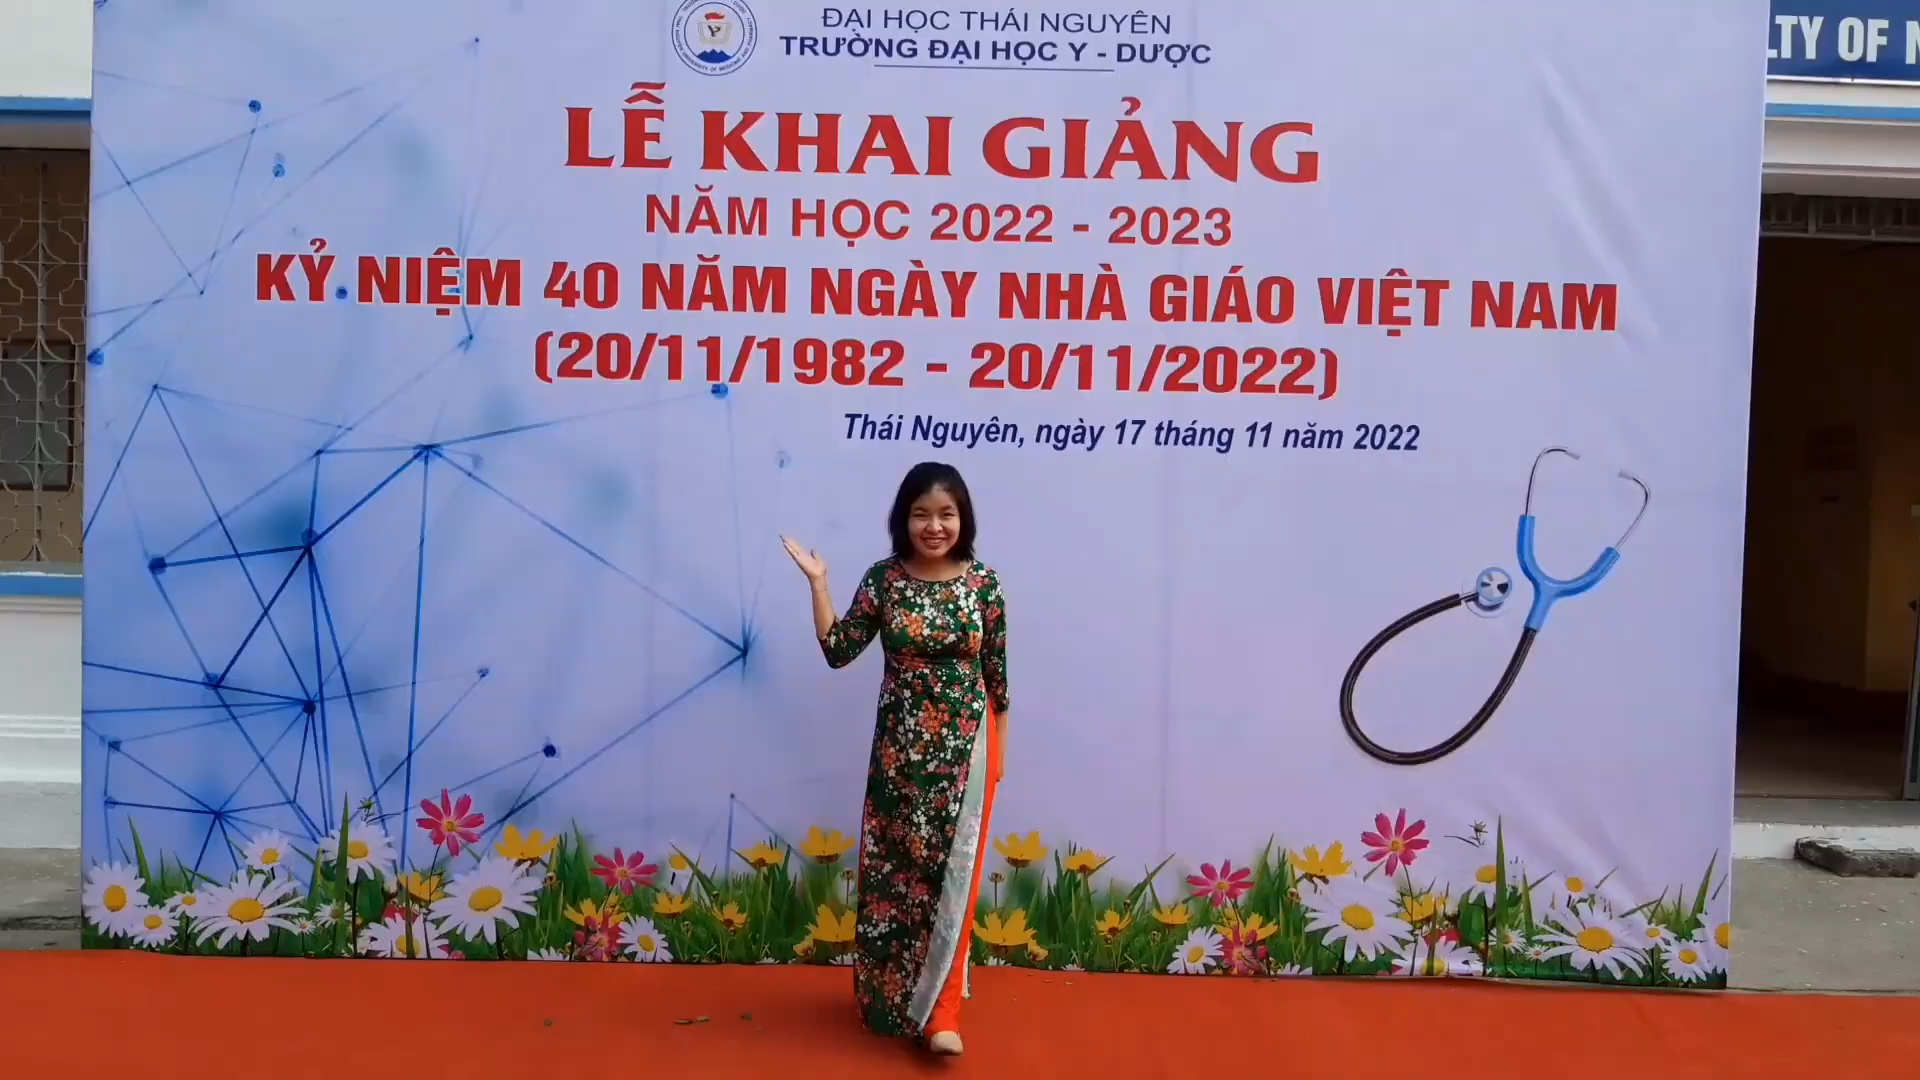 ĐẠI HỌC THÁI NGUYÊN
TRƯỜNG ĐẠI HỌC Y - DƯỢC
LỄ KHAI GIẢNG
NĂM HỌC 2022 - 2023
KỶ NIỆM 40 NĂM NGÀY NHÀ GIÁO VIỆT NAM
(20/11/1982 - 20/11/2022)
Thái Nguyên, ngày 17 tháng 11 năm 2022
OF